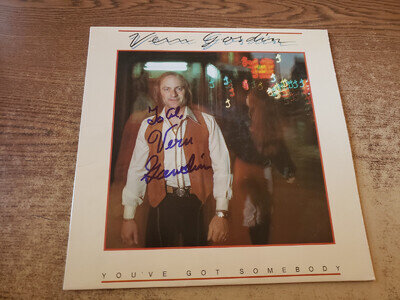 Vern Gosdin
To Al,
Vern
Gosdin
YOU'VE GOT SOMEBODY